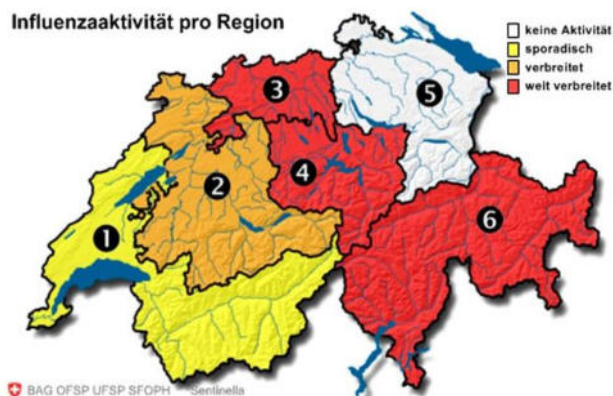 Influenzaaktivität pro Region
keine Aktivität
sporadisch
verbreitet
weit verbreitet
3
5
4
2
6
1
BAG OFSP UFSP SFOPH Sentinella